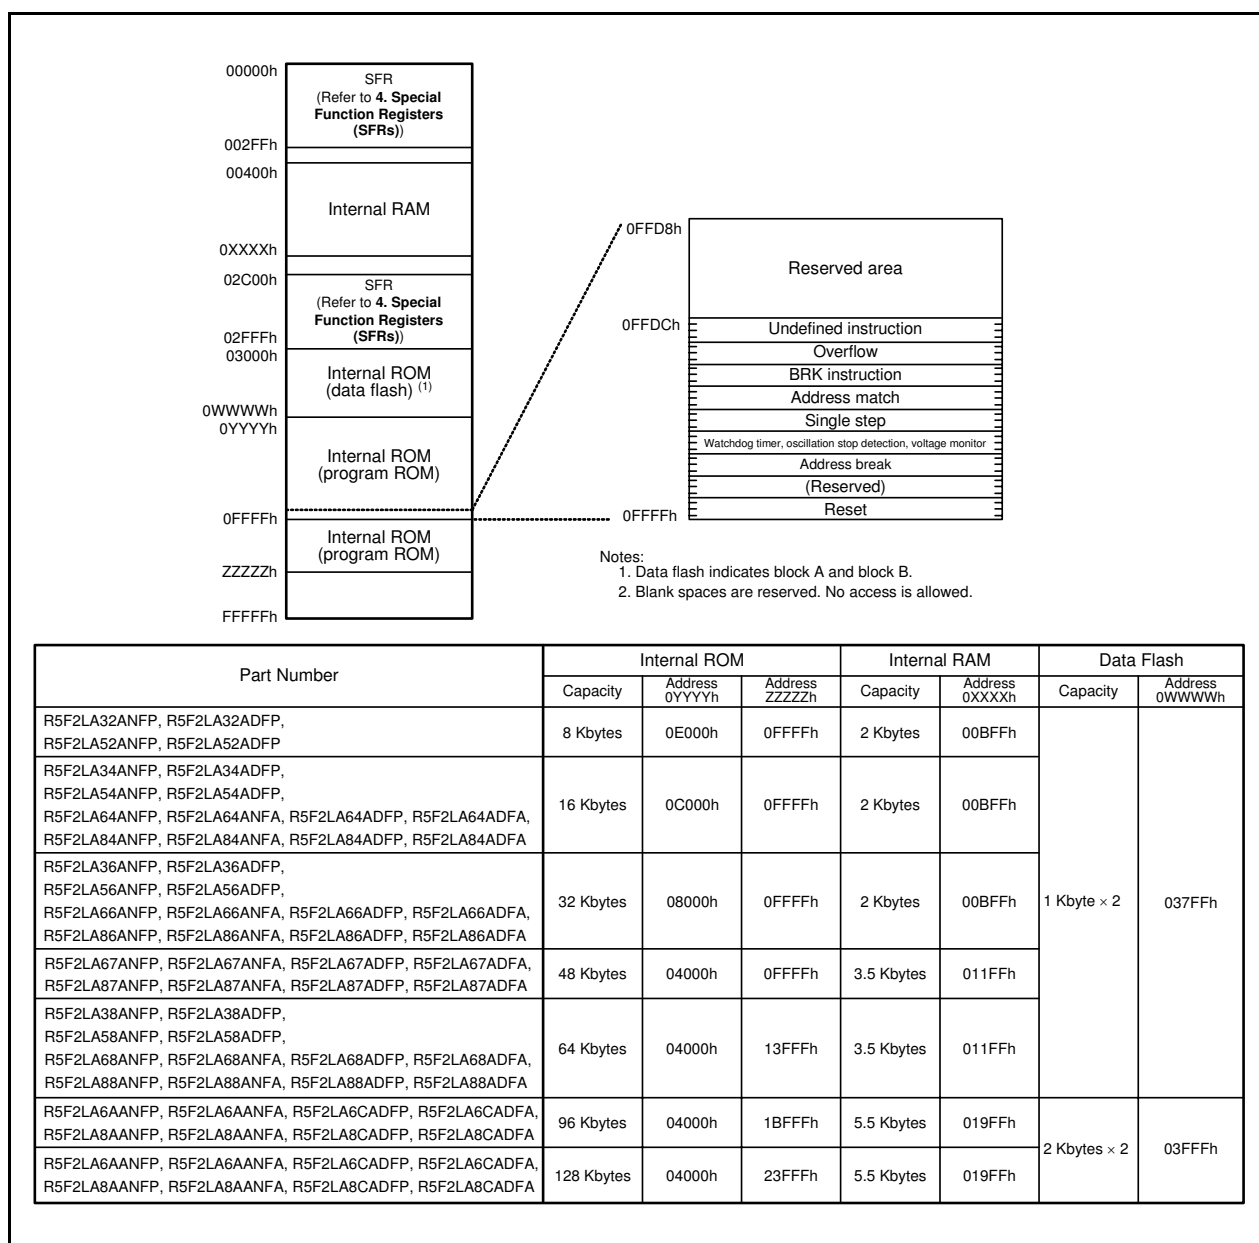 00000h
SFR
(Refer to 4. Special
Function Registers
(SFRs))
002FFh
00400h
Internal RAM
0XXXXh
02C00h
SFR
(Refer to 4. Special
Function Registers
(SFRs))
02FFFh
03000h
Internal ROM
(data flash) (1)
0WWWWh
0YYYYh
Internal ROM
(program ROM)
0FFFFh
Internal ROM
(program ROM)
ZZZZZh
FFFFFh
0FFD8h
Reserved area
0FFDCh
Undefined instruction
Overflow
BRK instruction
Address match
Single step
Watchdog timer, oscillation stop detection, voltage monitor
Address break
(Reserved)
Reset
0FFFFh
Notes:
1. Data flash indicates block A and block B.
2. Blank spaces are reserved. No access is allowed.
Part Number Internal ROM Internal RAM Data Flash
Capacity Address 0YYYYh Address ZZZZZh Capacity Address 0XXXXh Capacity Address 0WWWWh
R5F2LA32ANFP, R5F2LA32ADFP,
R5F2LA52ANFP, R5F2LA52ADFP
8 Kbytes 0E000h 0FFFFh 2 Kbytes 00BFFh
R5F2LA34ANFP, R5F2LA34ADFP,
R5F2LA54ANFP, R5F2LA54ADFP,
R5F2LA64ANFP, R5F2LA64ANFA, R5F2LA64ADFP, R5F2LA64ADFA,
R5F2LA84ANFP, R5F2LA84ANFA, R5F2LA84ADFP, R5F2LA84ADFA
16 Kbytes 0C000h 0FFFFh 2 Kbytes 00BFFh
R5F2LA36ANFP, R5F2LA36ADFP,
R5F2LA56ANFP, R5F2LA56ADFP,
R5F2LA66ANFP, R5F2LA66ANFA, R5F2LA66ADFP, R5F2LA66ADFA,
R5F2LA86ANFP, R5F2LA86ANFA, R5F2LA86ADFP, R5F2LA86ADFA
32 Kbytes 08000h 0FFFFh 2 Kbytes 00BFFh
1 Kbyte × 2 037FFh
R5F2LA67ANFP, R5F2LA67ANFA, R5F2LA67ADFP, R5F2LA67ADFA,
R5F2LA87ANFP, R5F2LA87ANFA, R5F2LA87ADFP, R5F2LA87ADFA
48 Kbytes 04000h 0FFFFh 3.5 Kbytes 011FFh
R5F2LA38ANFP, R5F2LA38ADFP,
R5F2LA58ANFP, R5F2LA58ADFP,
R5F2LA68ANFP, R5F2LA68ANFA, R5F2LA68ADFP, R5F2LA68ADFA,
R5F2LA88ANFP, R5F2LA88ANFA, R5F2LA88ADFP, R5F2LA88ADFA
64 Kbytes 04000h 13FFFh 3.5 Kbytes 011FFh
R5F2LA6AANFP, R5F2LA6AANFA, R5F2LA6CADFP, R5F2LA6CADFA,
R5F2LA8AANFP, R5F2LA8AANFA, R5F2LA8CADFP, R5F2LA8CADFA
96 Kbytes 04000h 1BFFFh 5.5 Kbytes 019FFh
2 Kbytes × 2 03FFFh
R5F2LA6AANFP, R5F2LA6AANFA, R5F2LA6CADFP, R5F2LA6CADFA,
R5F2LA8AANFP, R5F2LA8AANFA, R5F2LA8CADFP, R5F2LA8CADFA
128 Kbytes 04000h 23FFFh 5.5 Kbytes 019FFh